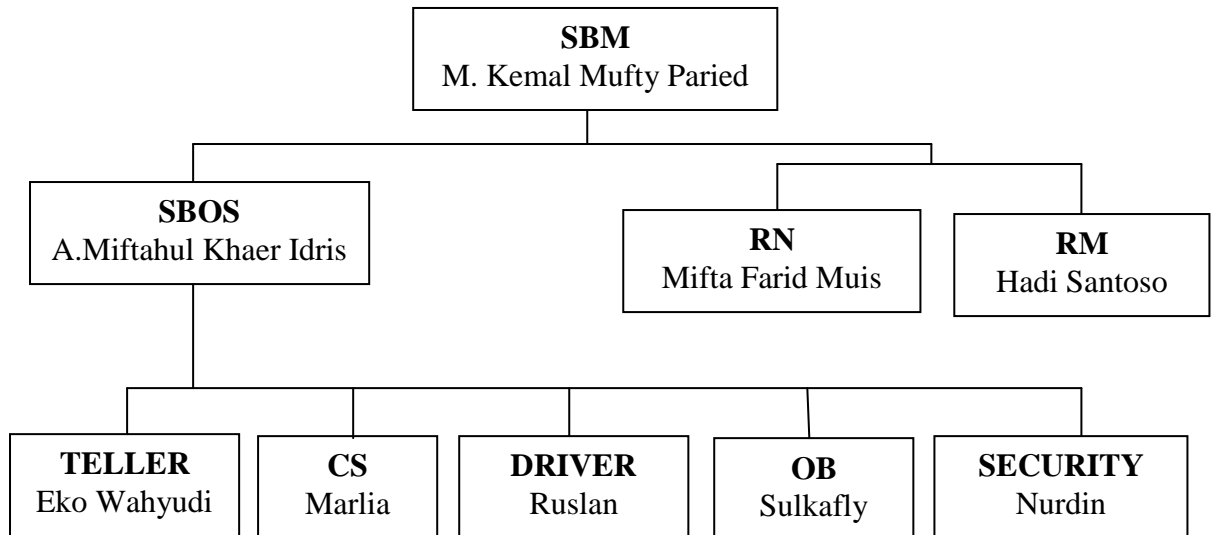 SBM
M. Kemal Mufty Paried
SBOS
A.Miftahul Khaer Idris
RN
Mifta Farid Muis
RM
Hadi Santoso
TELLER
Eko Wahyudi
CS
Marlia
DRIVER
Ruslan
OB
Sulkafly
SECURITY
Nurdin